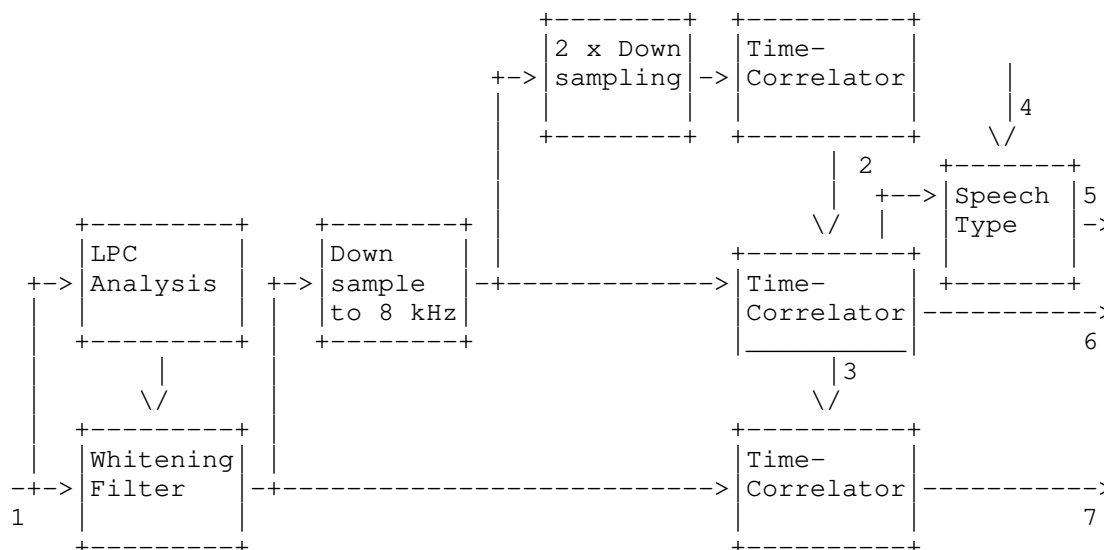 2 x Down
sampling
Time-
Correlator
4
2
Speech
Type
5
LPC
Analysis
Down
sample
to 8 kHz
Time-
Correlator
6
3
Whitening
Filter
Time-
Correlator
1
7